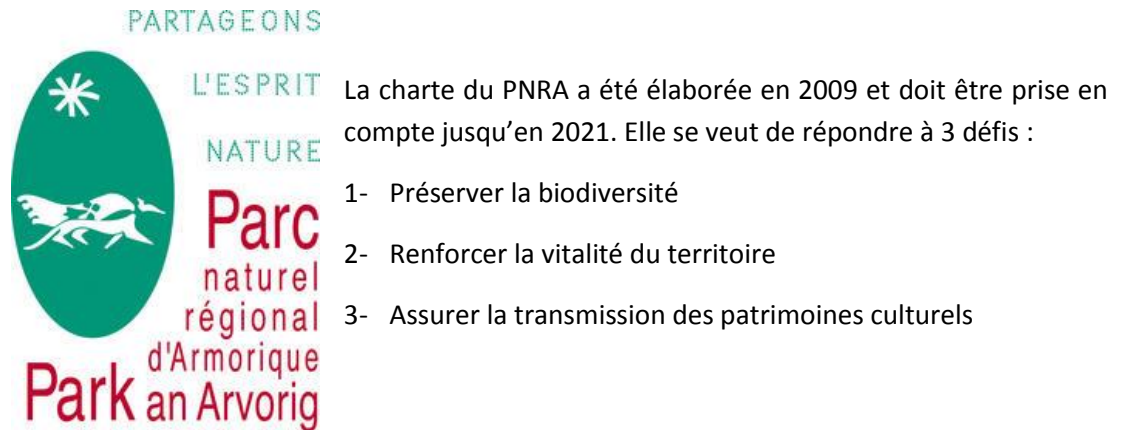 PARTAGEONS
L'ESPRIT
NATURE
Parc
naturel
régional
d'Armorique
Park an Arvorig
La charte du PNRA a été élaborée en 2009 et doit être prise en
compte jusqu’en 2021. Elle se veut de répondre à 3 défis :
1- Préserver la biodiversité
2- Renforcer la vitalité du territoire
3- Assurer la transmission des patrimoines culturels